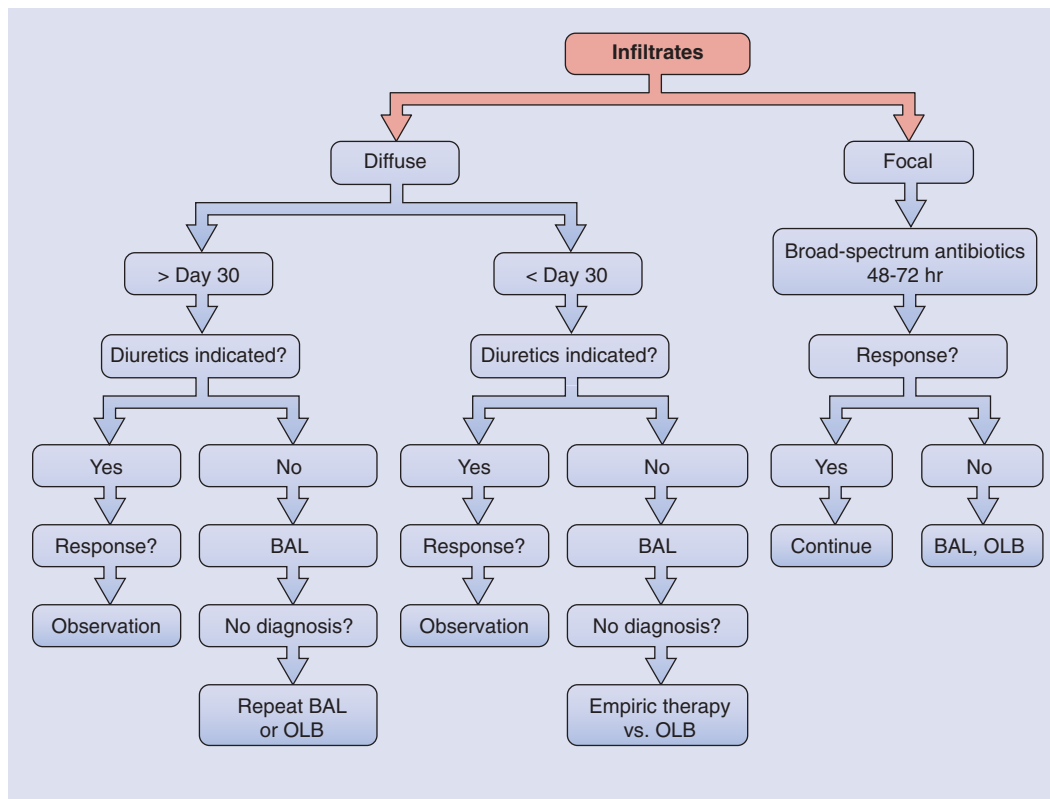 Infiltrates
Diffuse
Focal
> Day 30
< Day 30
Broad-spectrum antibiotics
48-72 hr
Diuretics indicated?
Diuretics indicated?
Response?
Yes
No
Yes
No
Yes
No
Response?
BAL
Response?
BAL
Continue
BAL, OLB
Observation
No diagnosis?
Observation
No diagnosis?
Repeat BAL
or OLB
Empiric therapy
vs. OLB